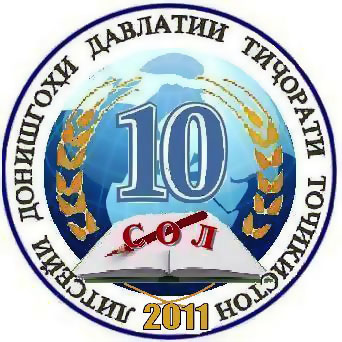 ЛИТСЕЙИ ДОНИШГОҲИ ДАВЛАТИИ ТИҶОРАТИ ТОҶИКИСТОН
10
СОЛ
2011